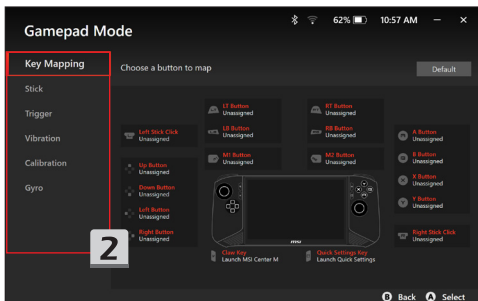 Gamepad Mode
62% 10:57 AM
Key Mapping
Stick
Trigger
Vibration
Calibration
Gyro
2
Choose a button to map
Default
LT Button
Unassigned
RT Button
Unassigned
Left Stick Click
Unassigned
LB Button
Unassigned
RB Button
Unassigned
A Button
Unassigned
M1 Button
Unassigned
M2 Button
Unassigned
B Button
Unassigned
Up Button
Unassigned
X Button
Unassigned
Down Button
Unassigned
Y Button
Unassigned
Left Button
Unassigned
Right Button
Unassigned
Right Stick Click
Unassigned
msi
Claw Key
Launch MSI Center M
Quick Settings Key
Launch Quick Settings
B Back A Select